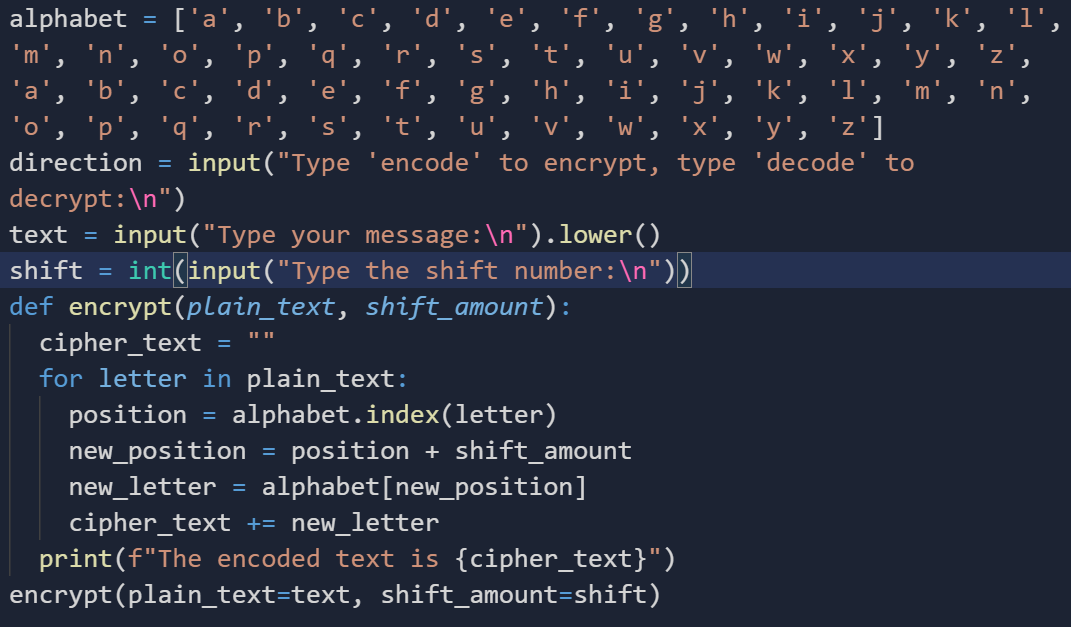 alphabet = ['a', 'b', 'c', 'd', 'e', 'f', 'g', 'h', 'i', 'j', 'k', 'l',
'm', 'n', 'o', 'p', 'q', 'r', 's', 't', 'u', 'v', 'w', 'x', 'y', 'z',
'a', 'b', 'c', 'd', 'e', 'f', 'g', 'h', 'i', 'j', 'k', 'l', 'm', 'n',
'o', 'p', 'q', 'r', 's', 't', 'u', 'v', 'w', 'x', 'y', 'z']
direction = input("Type 'encode' to encrypt, type 'decode' to
decrypt:\n")
text = input("Type your message:\n").lower()
shift = int(input("Type the shift number:\n"))
def encrypt(plain_text, shift_amount):
  cipher_text = ""
  for letter in plain_text:
    position = alphabet.index(letter)
    new_position = position + shift_amount
    new_letter = alphabet[new_position]
    cipher_text += new_letter
  print(f"The encoded text is {cipher_text}")
encrypt(plain_text=text, shift_amount=shift)